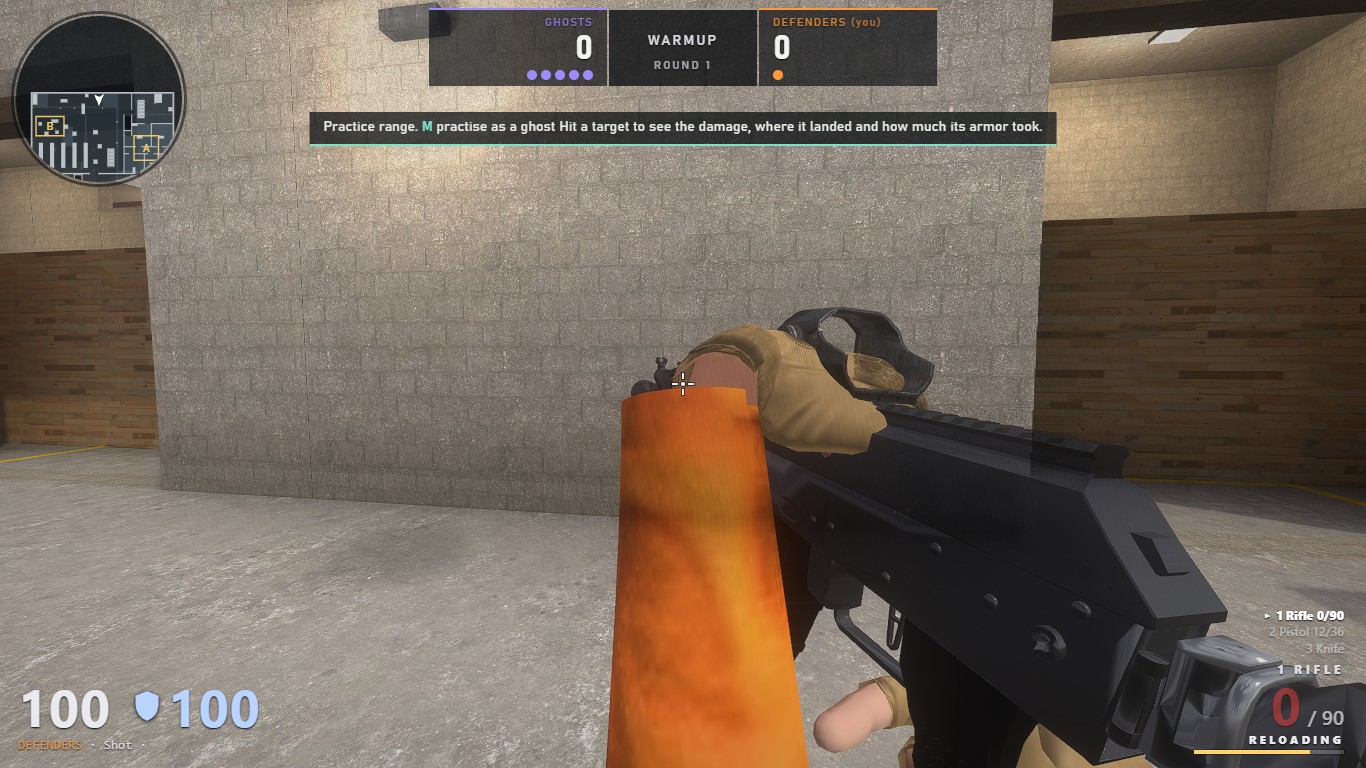 GHOSTS
0
WARMUP
ROUND 1
DEFENDERS (you)
0
Practice range. M practise as a ghost Hit a target to see the damage, where it landed and how much its armor took.
B
A
1 Rifle 0/90
2 Pistol 12/36
3 Knife
1 RIFLE
0 / 90
RELOADING
100 100
DEFENDERS · Shot ·